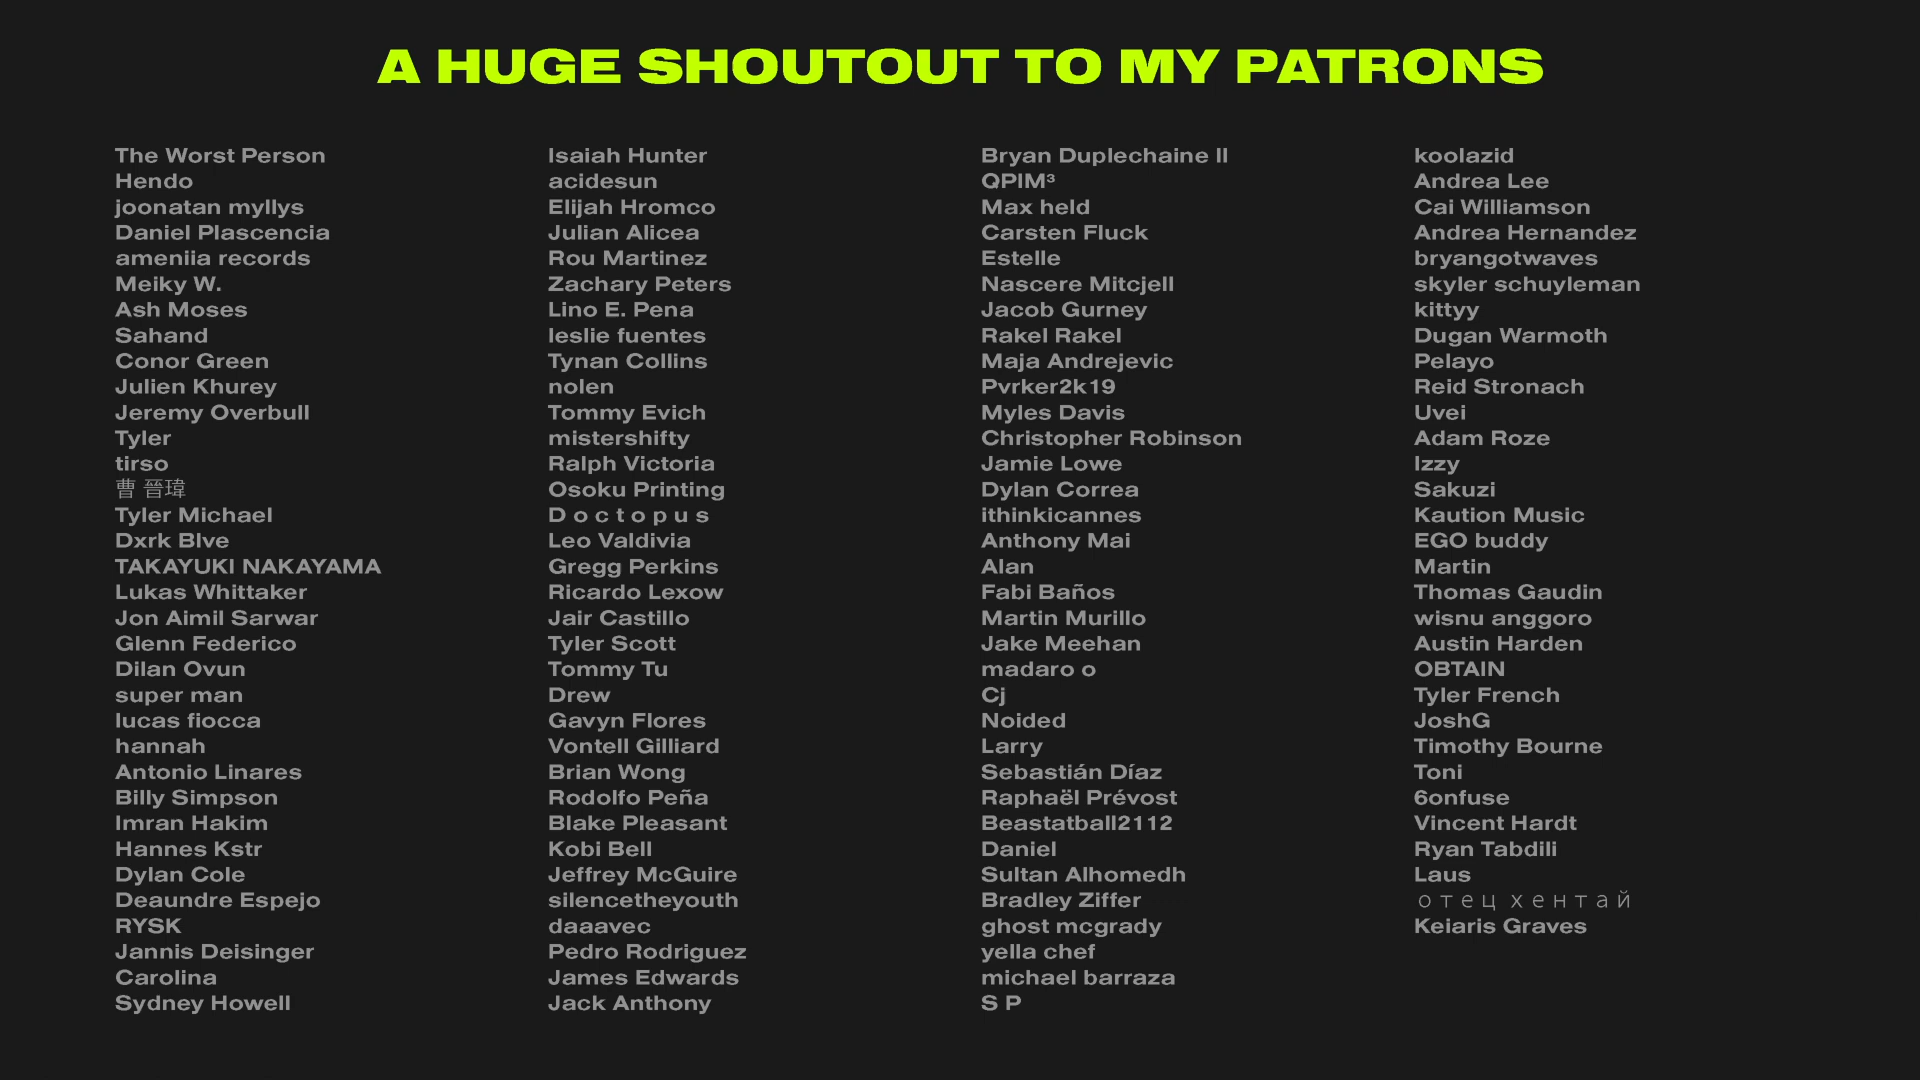 A HUGE SHOUTOUT TO MY PATRONS
The Worst Person
Hendo
joonatan myllys
Daniel Plascencia
ameniia records
Meiky W.
Ash Moses
Sahand
Conor Green
Julien Khurey
Jeremy Overbull
Tyler
tirso
曹 晉瑋
Tyler Michael
Dxrk Blve
TAKAYUKI NAKAYAMA
Lukas Whittaker
Jon Aimil Sarwar
Glenn Federico
Dilan Ovun
super man
lucas fiocca
hannah
Antonio Linares
Billy Simpson
Imran Hakim
Hannes Kstr
Dylan Cole
Deaundre Espejo
RYSK
Jannis Deisinger
Carolina
Sydney Howell
Isaiah Hunter
acidesun
Elijah Hromco
Julian Alicea
Rou Martinez
Zachary Peters
Lino E. Pena
leslie fuentes
Tynan Collins
nolen
Tommy Evich
mistershifty
Ralph Victoria
Osoku Printing
D o c t o p u s
Leo Valdivia
Gregg Perkins
Ricardo Lexow
Jair Castillo
Tyler Scott
Tommy Tu
Drew
Gavyn Flores
Vontell Gilliard
Brian Wong
Rodolfo Peña
Blake Pleasant
Kobi Bell
Jeffrey McGuire
silencetheyouth
daaavec
Pedro Rodriguez
James Edwards
Jack Anthony
Bryan Duplechaine II
QPIM³
Max held
Carsten Fluck
Estelle
Nascere Mitcjell
Jacob Gurney
Rakel Rakel
Maja Andrejevic
Pvrker2k19
Myles Davis
Christopher Robinson
Jamie Lowe
Dylan Correa
ithinkicannes
Anthony Mai
Alan
Fabi Baños
Martin Murillo
Jake Meehan
madaro o
Cj
Noided
Larry
Sebastián Díaz
Raphaël Prévost
Beastatball2112
Daniel
Sultan Alhomedh
Bradley Ziffer
ghost mcgrady
yella chef
michael barraza
S P
koolazid
Andrea Lee
Cai Williamson
Andrea Hernandez
bryangotwaves
skyler schuyleman
kittyy
Dugan Warmoth
Pelayo
Reid Stronach
Uvei
Adam Roze
Izzy
Sakuzi
Kaution Music
EGO buddy
Martin
Thomas Gaudin
wisnu anggoro
Austin Harden
OBTAIN
Tyler French
JoshG
Timothy Bourne
Toni
6onfuse
Vincent Hardt
Ryan Tabdili
Laus
отец хентай
Keiaris Graves